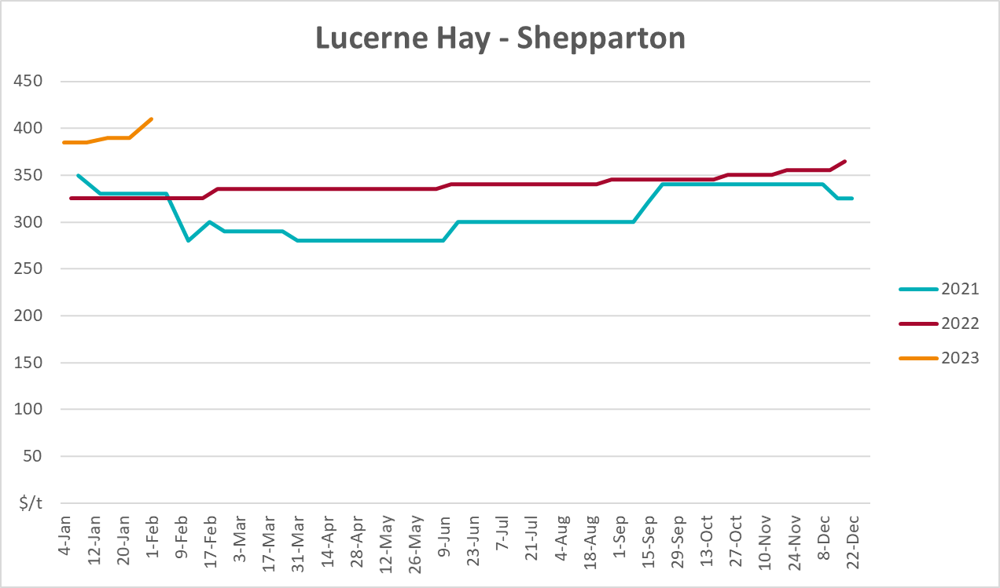 Lucerne Hay - Shepparton
450
400
350
300
250
200
150
100
50
$/t
4-Jan
12-Jan
20-Jan
1-Feb
9-Feb
17-Feb
3-Mar
17-Mar
31-Mar
14-Apr
28-Apr
12-May
26-May
9-Jun
23-Jun
7-Jul
21-Jul
4-Aug
18-Aug
1-Sep
15-Sep
29-Sep
13-Oct
27-Oct
10-Nov
24-Nov
8-Dec
22-Dec
2021
2022
2023